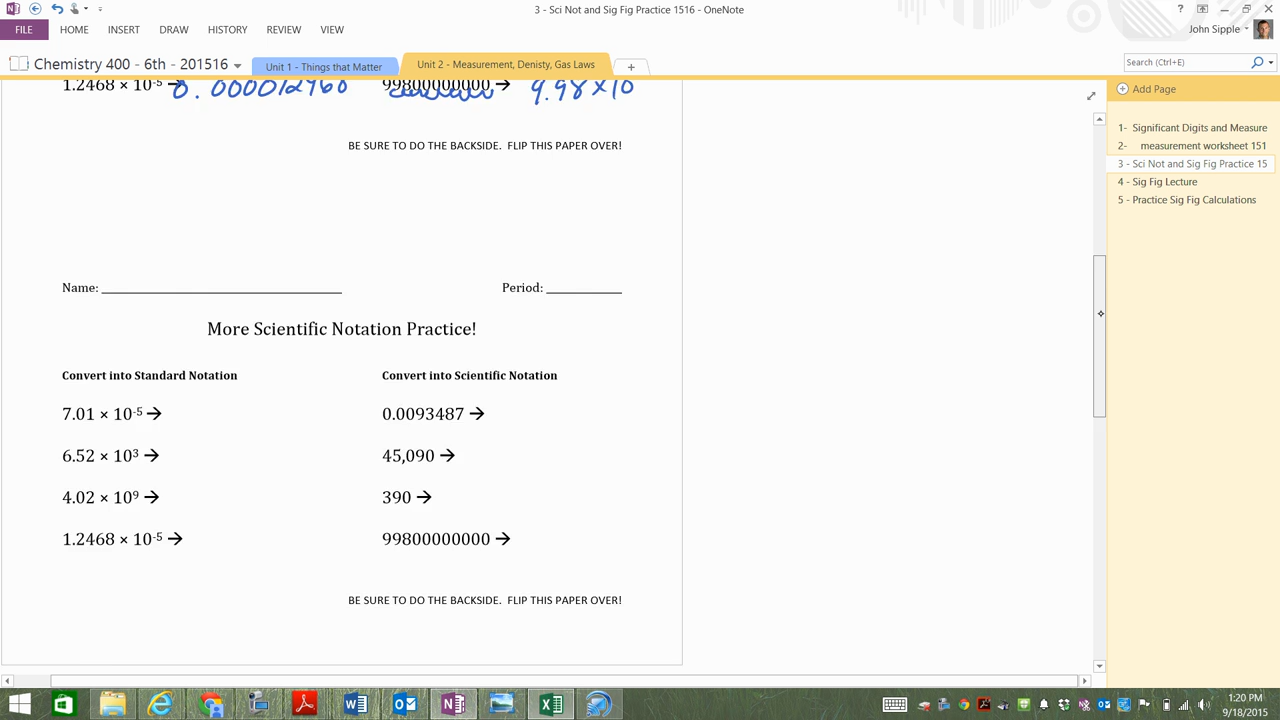 3 - Sci Not and Sig Fig Practice 1516 - OneNote
?
FILE HOME INSERT DRAW HISTORY REVIEW VIEW
John Sipple
Chemistry 400 - 6th - 201516
Unit 1 - Things that Matter
Unit 2 - Measurement, Denisty, Gas Laws
+
Search (Ctrl+E)
1.2468 × 10-5 → 0.000012468
99800000000 → 9.98 x 10
BE SURE TO DO THE BACKSIDE. FLIP THIS PAPER OVER!
Name: ____ Period: ____
More Scientific Notation Practice!
Convert into Standard Notation Convert into Scientific Notation
7.01 × 10-5 → 0.0093487 →
6.52 × 103 → 45,090 →
4.02 × 109 → 390 →
1.2468 × 10-5 → 99800000000 →
BE SURE TO DO THE BACKSIDE. FLIP THIS PAPER OVER!
Add Page
1- Significant Digits and Measure
2- measurement worksheet 151
3 - Sci Not and Sig Fig Practice 15
4 - Sig Fig Lecture
5 - Practice Sig Fig Calculations
1:20 PM
9/18/2015